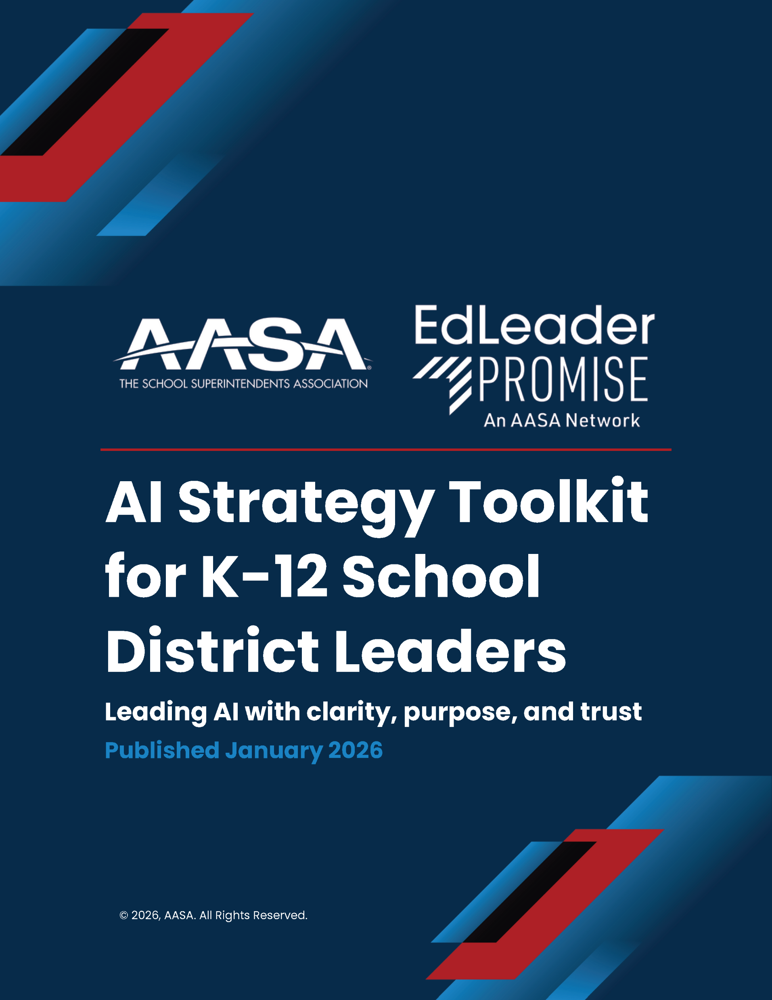 AASA®
THE SCHOOL SUPERINTENDENTS ASSOCIATION
EdLeader
PROMISE
An AASA Network
AI Strategy Toolkit
for K-12 School
District Leaders
Leading AI with clarity, purpose, and trust
Published January 2026
© 2026, AASA. All Rights Reserved.